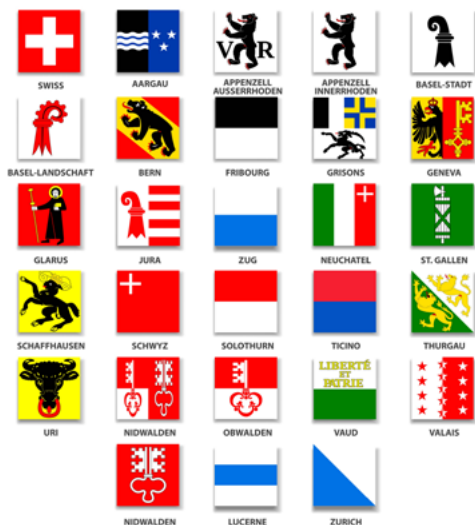 V R
SWISS
AARGAU
APPENZELL
AUSSERRHODEN
APPENZELL
INNERRHODEN
BASEL-STADT
BASEL-LANDSCHAFT
BERN
FRIBOURG
GRISONS
GENEVA
GLARUS
JURA
ZUG
NEUCHATEL
ST. GALLEN
SCHAFFHAUSEN
SCHWYZ
SOLOTHURN
TICINO
THURGAU
LIBERTÉ
ET
PATRIE
URI
NIDWALDEN
OBWALDEN
VAUD
VALAIS
NIDWALDEN
LUCERNE
ZURICH